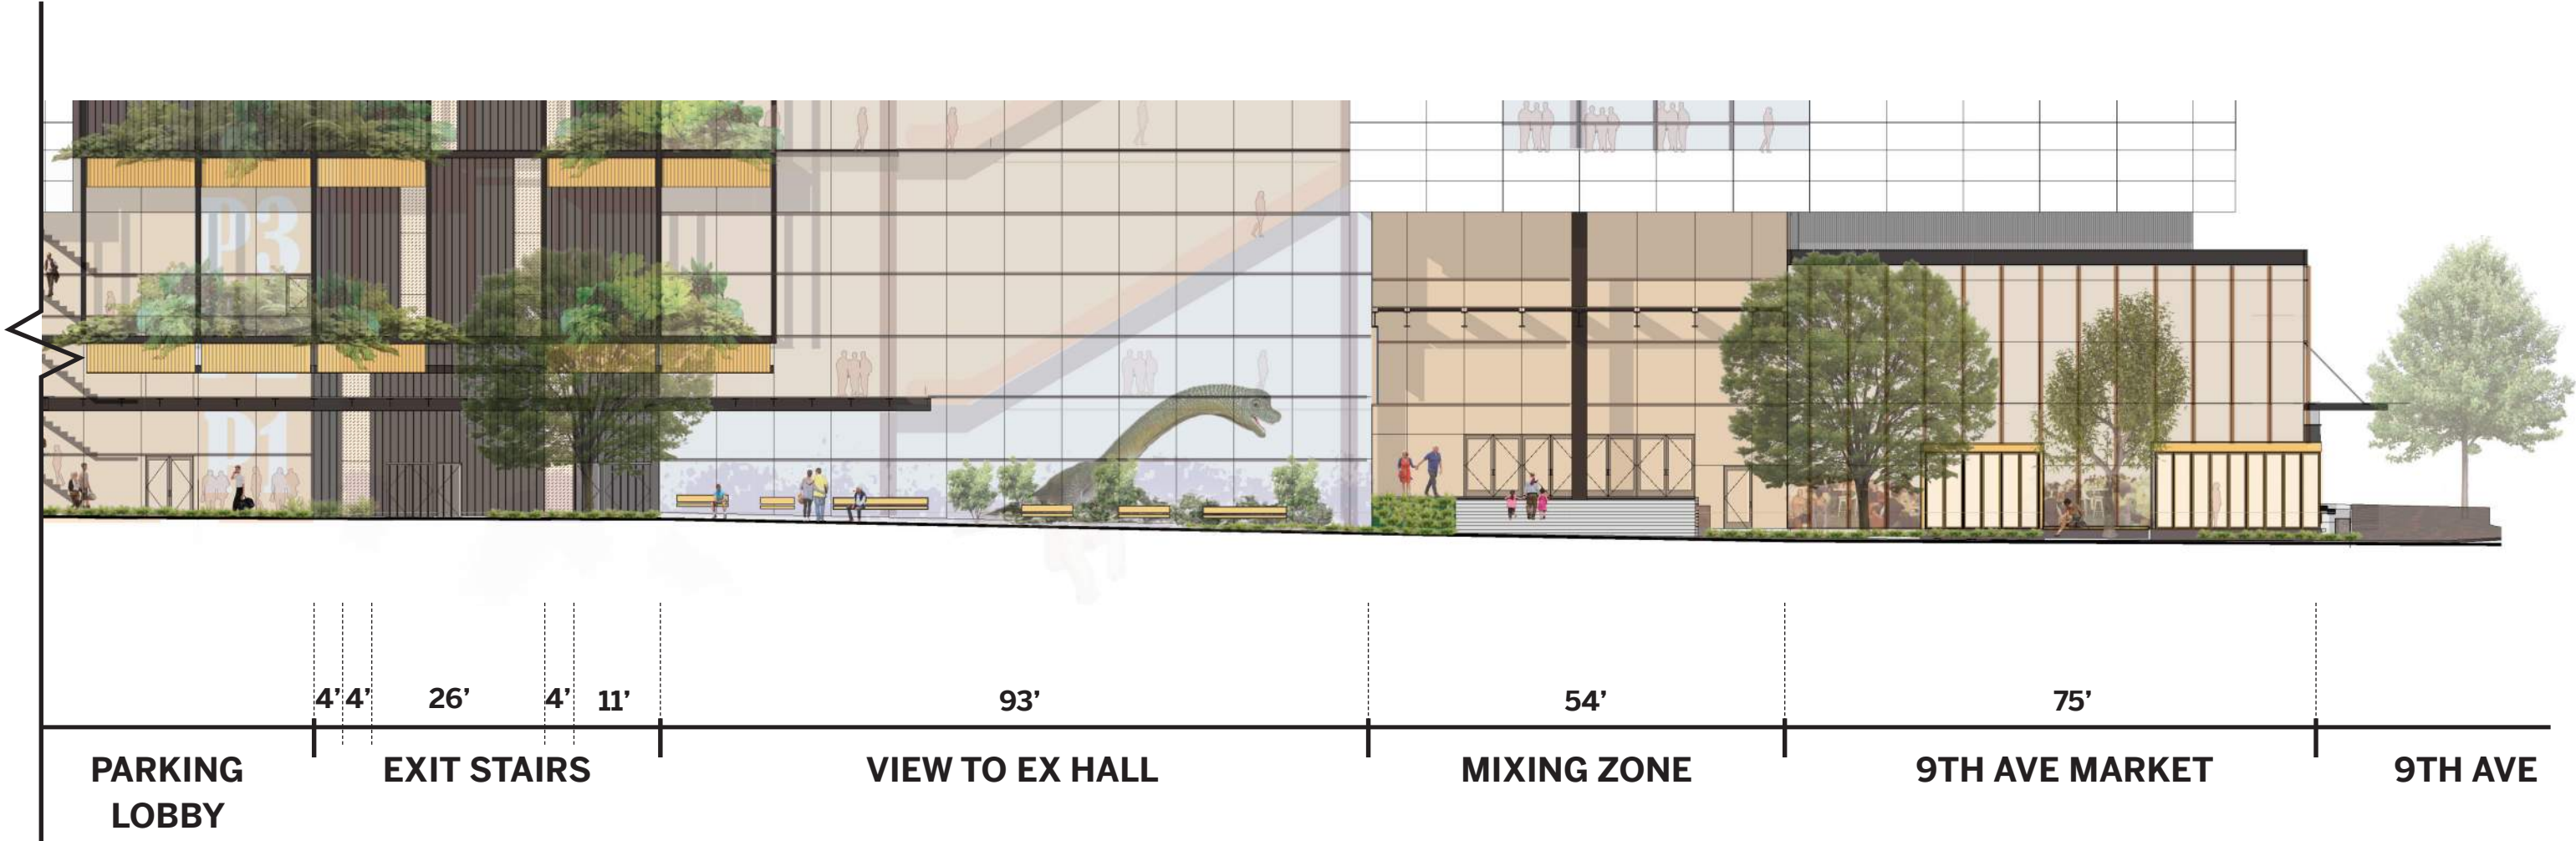 P3
P1
4’ 4’ 26’ 4’ 11’ 93’ 54’ 75’
PARKING LOBBY
EXIT STAIRS
VIEW TO EX HALL
MIXING ZONE
9TH AVE MARKET
9TH AVE